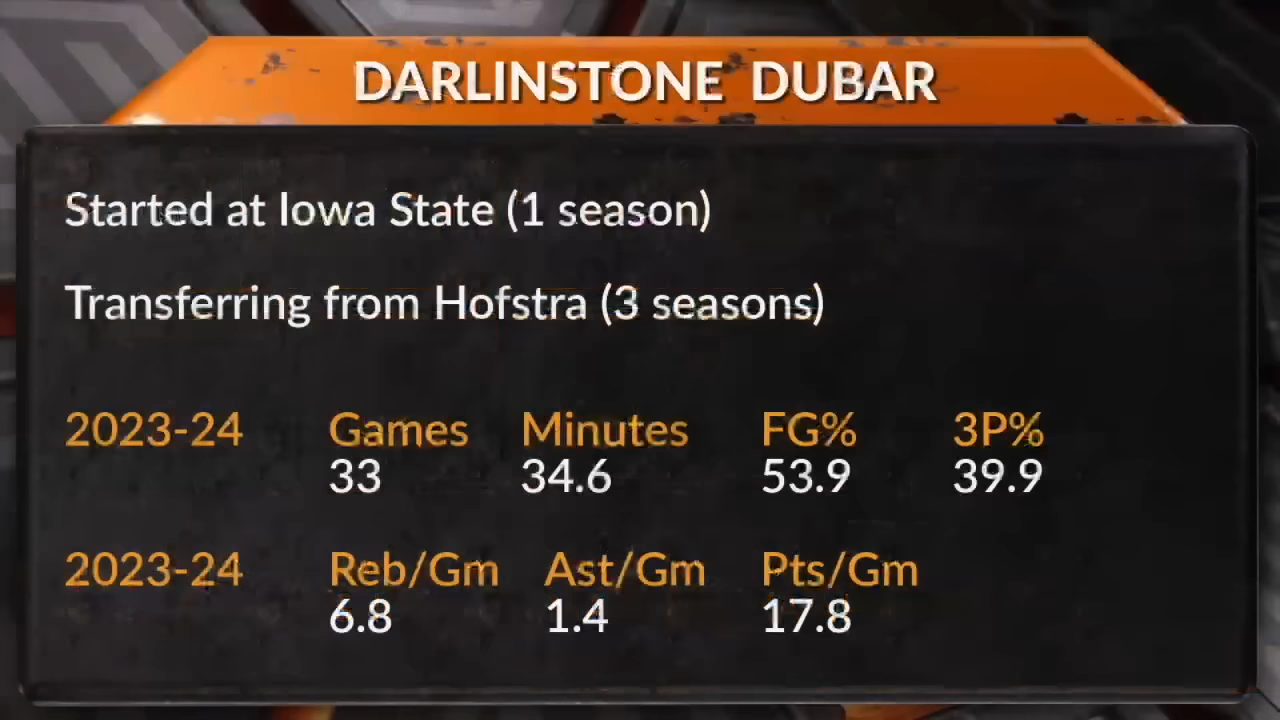 DARLINSTONE DUBAR
Started at Iowa State (1 season)
Transferring from Hofstra (3 seasons)
2023-24 Games Minutes FG% 3P%
33 34.6 53.9 39.9
2023-24 Reb/Gm Ast/Gm Pts/Gm
6.8 1.4 17.8